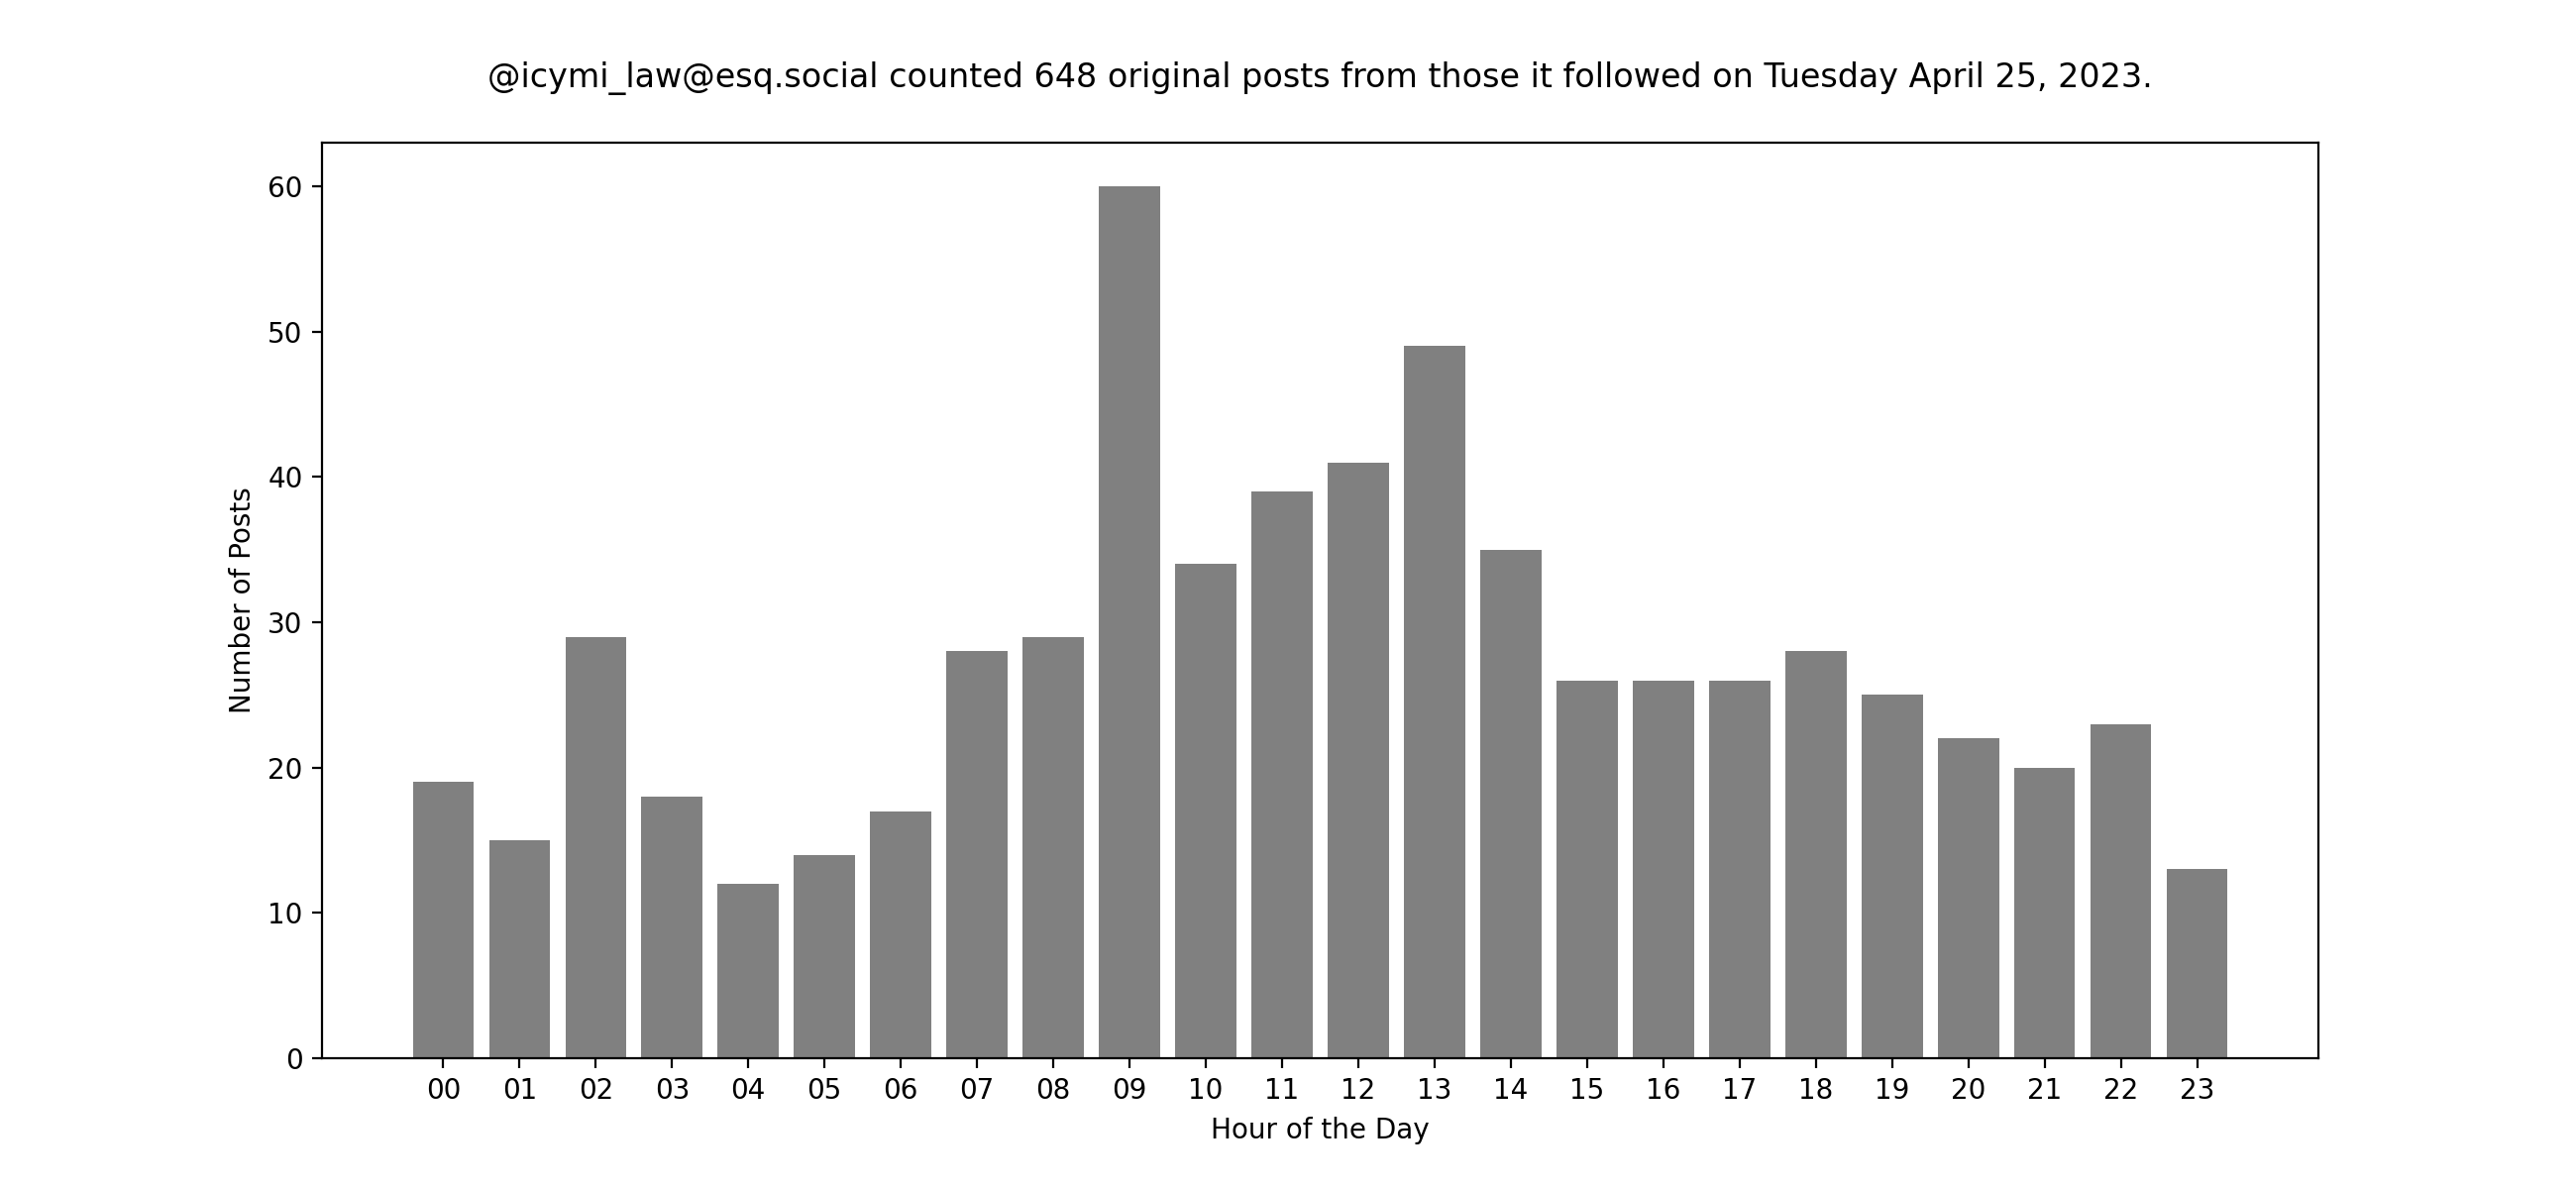 @icymi_law@esq.social counted 648 original posts from those it followed on Tuesday April 25, 2023.
60
50
40
30
20
10
0
Number of Posts
00 01 02 03 04 05 06 07 08 09 10 11 12 13 14 15 16 17 18 19 20 21 22 23
Hour of the Day